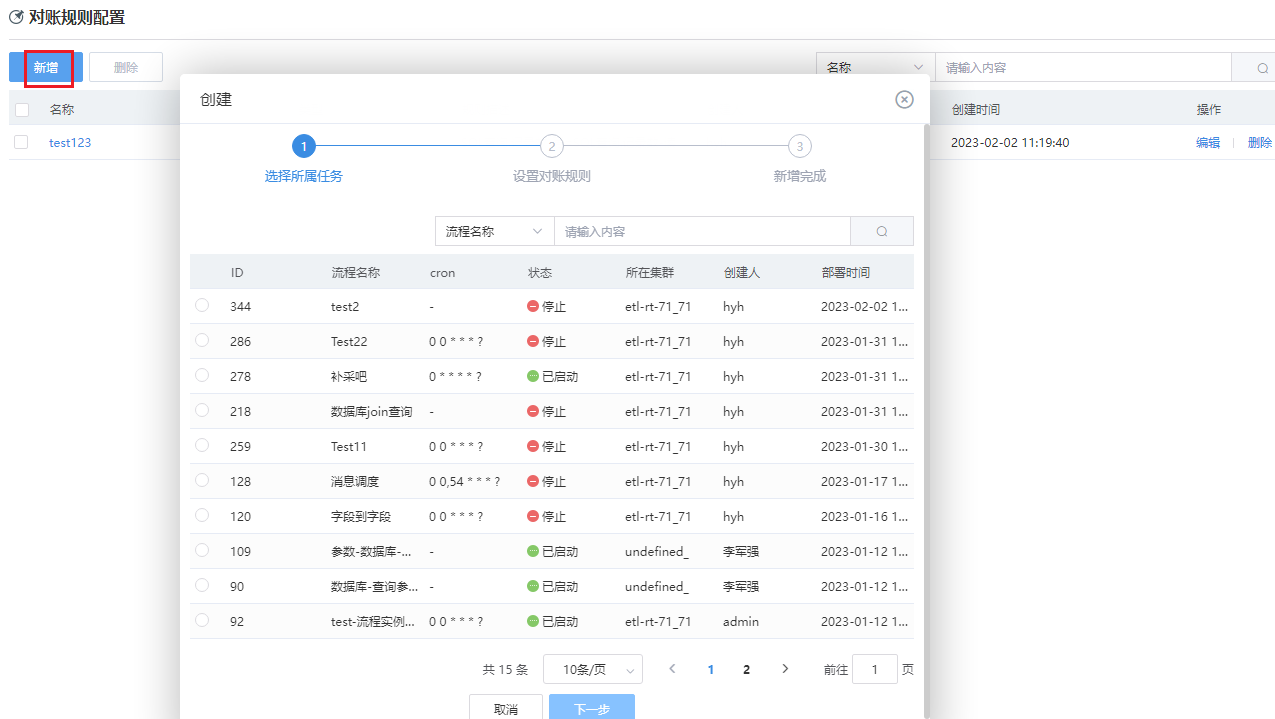 对账规则配置
新增 删除 名称 请输入内容
名称 创建时间 操作
test123 2023-02-02 11:19:40 编辑 删除
创建
1 2 3
选择所属任务 设置对账规则 新增完成
流程名称 请输入内容
ID 流程名称 cron 状态 所在集群 创建人 部署时间
344 test2 - 停止 etl-rt-71_71 hyh 2023-02-02 1...
286 Test22 0 0 * * * ? 停止 etl-rt-71_71 hyh 2023-01-31 1...
278 补采吧 0 * * * * ? 已启动 etl-rt-71_71 hyh 2023-01-31 1...
218 数据库join查询 - 停止 etl-rt-71_71 hyh 2023-01-31 1...
259 Test11 0 0 * * * ? 停止 etl-rt-71_71 hyh 2023-01-30 1...
128 消息调度 0 0,54 * * * ? 停止 etl-rt-71_71 hyh 2023-01-17 1...
120 字段到字段 0 0 * * * ? 停止 etl-rt-71_71 hyh 2023-01-16 1...
109 参数-数据库-... - 已启动 undefined_ 李军强 2023-01-12 1...
90 数据库-查询参... - 已启动 undefined_ 李军强 2023-01-12 1...
92 test-流程实例... 0 0 * * * ? 已启动 etl-rt-71_71 admin 2023-01-12 1...
共 15 条 10条/页 1 2 前往 1 页
取消 下一步